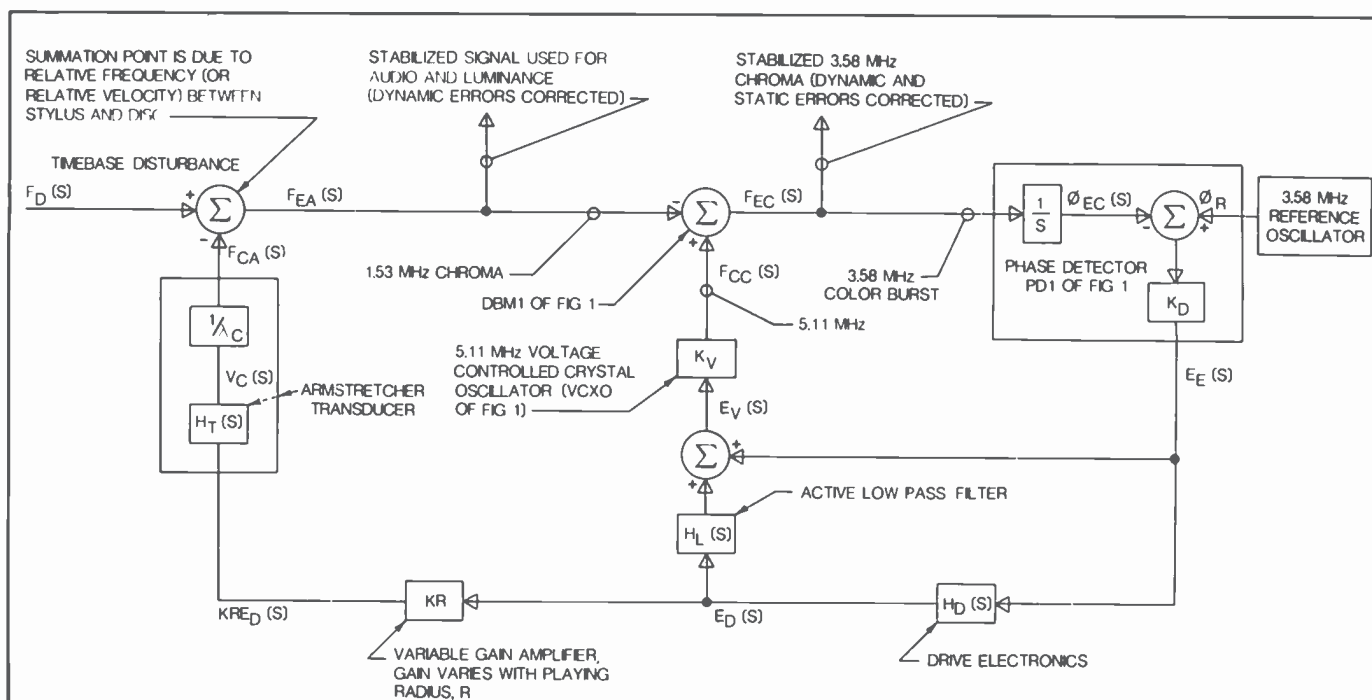 SUMMATION POINT IS DUE TO
RELATIVE FREQUENCY (OR
RELATIVE VELOCITY) BETWEEN
STYLUS AND DISC
STABILIZED SIGNAL USED FOR
AUDIO AND LUMINANCE
(DYNAMIC ERRORS CORRECTED)
STABILIZED 3.58 MHz
CHROMA (DYNAMIC AND
STATIC ERRORS CORRECTED)
TIMEBASE DISTURBANCE
F_D (S)
+
Σ
-
F_EA (S)
-
Σ
+
F_EC (S)
1/S
Ø_EC (S)
-
Σ
+
Ø_R
3.58 MHz
REFERENCE
OSCILLATOR
F_CA (S)
1.53 MHz CHROMA
F_CC (S)
3.58 MHz
COLOR BURST
PHASE DETECTOR
PD1 OF FIG 1
DBM1 OF FIG 1
5.11 MHz
K_D
1/λ_C
V_C (S)
ARMSTRETCHER
TRANSDUCER
H_T (S)
5.11 MHz VOLTAGE
CONTROLLED CRYSTAL
OSCILLATOR (VCXO
OF FIG 1)
K_V
E_E (S)
E_V (S)
Σ
+
+
ACTIVE LOW PASS FILTER
H_L (S)
KRE_D (S)
KR
E_D (S)
H_D (S)
VARIABLE GAIN AMPLIFIER,
GAIN VARIES WITH PLAYING
RADIUS, R
DRIVE ELECTRONICS